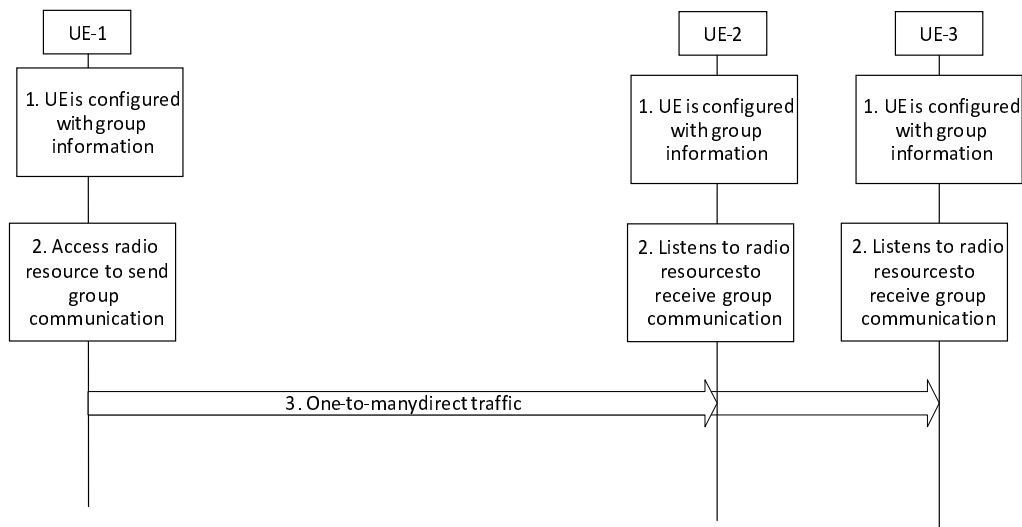 UE-1
UE-2
UE-3
1. UE is configured
with group
information
1. UE is configured
with group
information
1. UE is configured
with group
information
2. Access radio
resource to send
group
communication
2. Listens to radio
resourcesto
receive group
communication
2. Listens to radio
resourcesto
receive group
communication
3. One-to-manydirect traffic